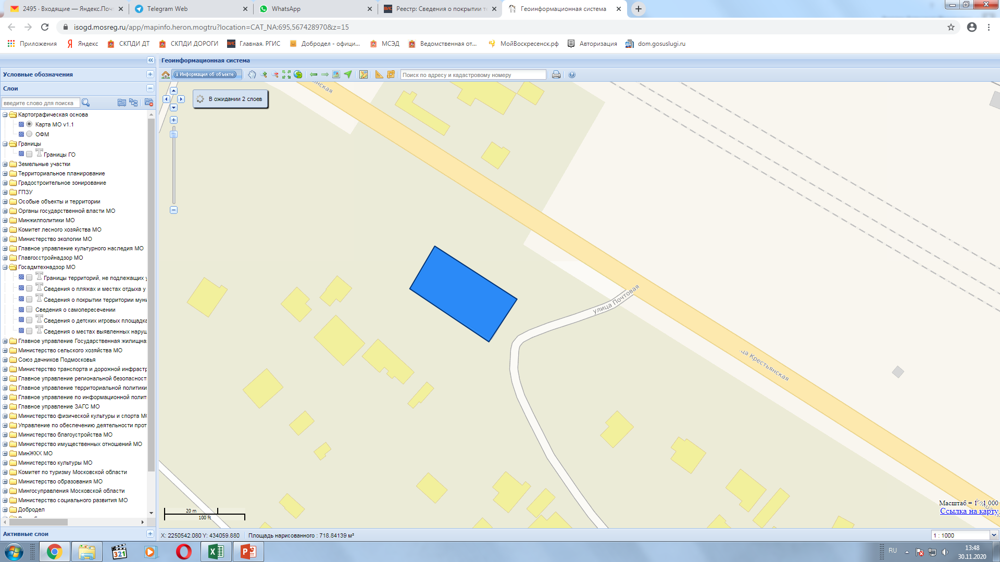 2495 · Входящие — Яндекс.Поч
Telegram Web
WhatsApp
Реестр: Сведения о покрытии т
Геоинформационная система
isogd.mosreg.ru/app/mapinfo.heron.mogtru?location=CAT_NA:695,567428970&z=15
Приложения
Яндекс
СКПДИ ДТ
СКПДИ ДОРОГИ
Главная. РГИС
Добродел - офици...
МСЭД
Ведомственная от...
МойВоскресенск.рф
Авторизация
dom.gosuslugi.ru
Геоинформационная система
Условные обозначения
Информация об объекте
Поиск по адресу и кадастровому номеру
Слои
введите слово для поиска
В ожидании 2 слоев
Картографическая основа
Карта МО v1.1
ОФМ
Границы
Границы ГО
Земельные участки
Территориальное планирование
Градостроительное зонирование
ГПЗУ
Особые объекты и территории
Органы государственной власти МО
Минжилполитики МО
Комитет лесного хозяйства МО
Министерство экологии МО
Главное управление культурного наследия МО
Главгосстройнадзор МО
Госадмтехнадзор МО
Границы территорий, не подлежащих у
Сведения о пляжах и местах отдыха у
Сведения о покрытии территории муни
Сведения о самопересечении
Сведения о детских игровых площадка
Сведения о местах выявленных наруш
Главное управление Государственная жилищна
Министерство сельского хозяйства МО
Союз дачников Подмосковья
Министерство транспорта и дорожной инфрастр
Главное управление региональной безопасност
Главное управление территориальной политики
Главное управление по информационной полит
Главное управление ЗАГС МО
Министерство физической культуры и спорта МО
Управление по обеспечению деятельности прот
Министерство благоустройства МО
Министерство имущественных отношений МО
МинЖКХ МО
Министерство культуры МО
Комитет по туризму Московской области
Министерство образования МО
Мингосуправления Московской области
Министерство социального развития МО
Добродел
Активные слои
янская
улица Почтовая
ца Крестьянская
20 m
100 ft
Масштаб = 1 : 1 000
Ссылка на карту
X: 2250542.080 Y: 434059.880
Площадь нарисованного : 718.84139 м²
1 : 1000
321
RU
13:48
30.11.2020